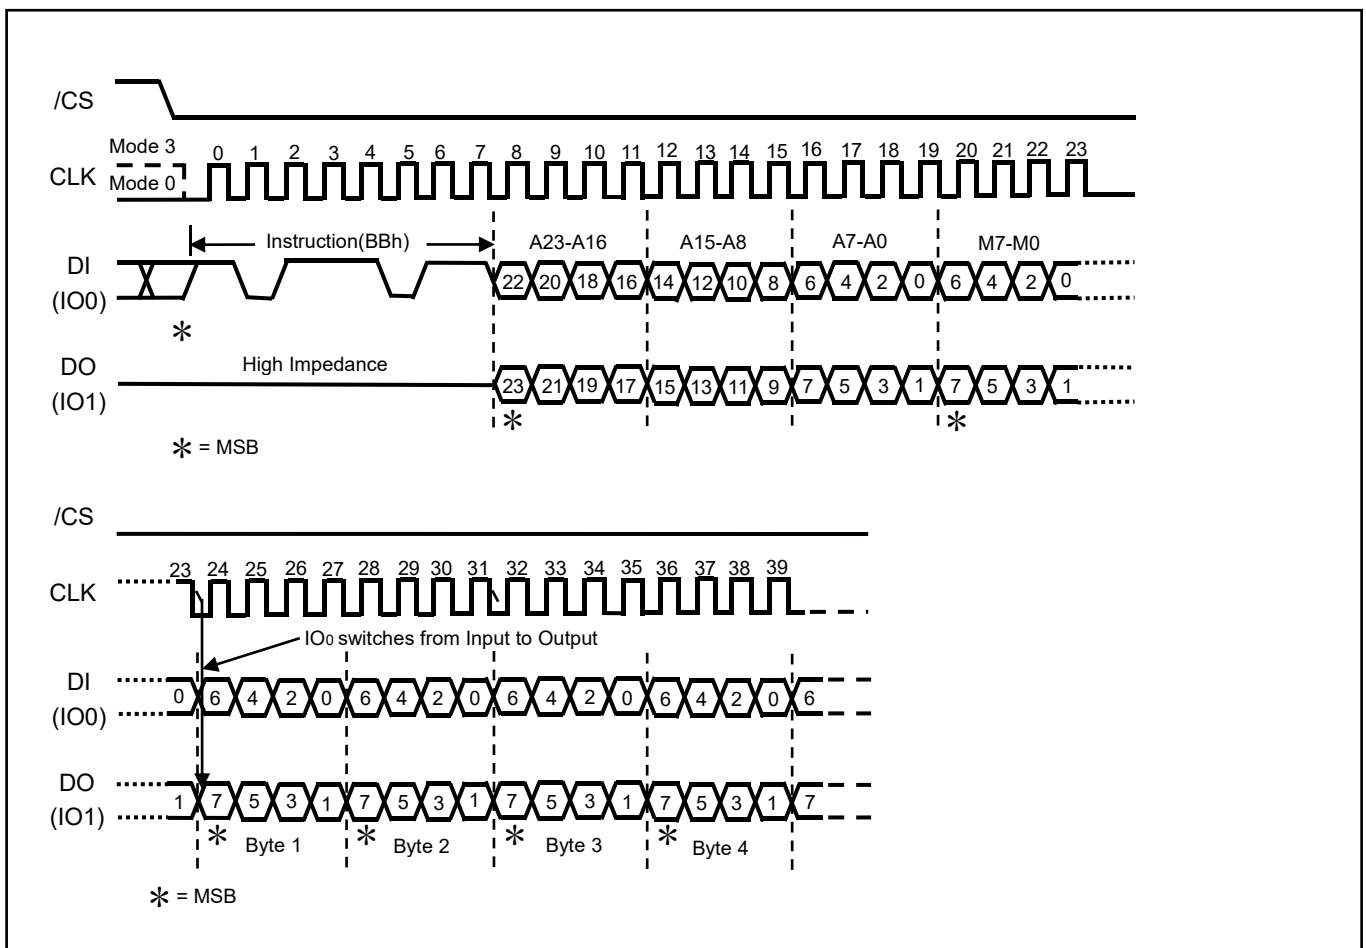 /CS
Mode 3
CLK
Mode 0
0 1 2 3 4 5 6 7 8 9 10 11 12 13 14 15 16 17 18 19 20 21 22 23
Instruction(BBh) A23-A16 A15-A8 A7-A0 M7-M0
DI
(IO0)
22 20 18 16 14 12 10 8 6 4 2 0 6 4 2 0
*
High Impedance
DO
(IO1)
23 21 19 17 15 13 11 9 7 5 3 1 7 5 3 1
* *
* = MSB
/CS
23 24 25 26 27 28 29 30 31 32 33 34 35 36 37 38 39
CLK
IO0 switches from Input to Output
DI
(IO0)
0 6 4 2 0 6 4 2 0 6 4 2 0 6 4 2 0 6
DO
(IO1)
1 7 5 3 1 7 5 3 1 7 5 3 1 7 5 3 1 7
* * * *
Byte 1 Byte 2 Byte 3 Byte 4
* = MSB